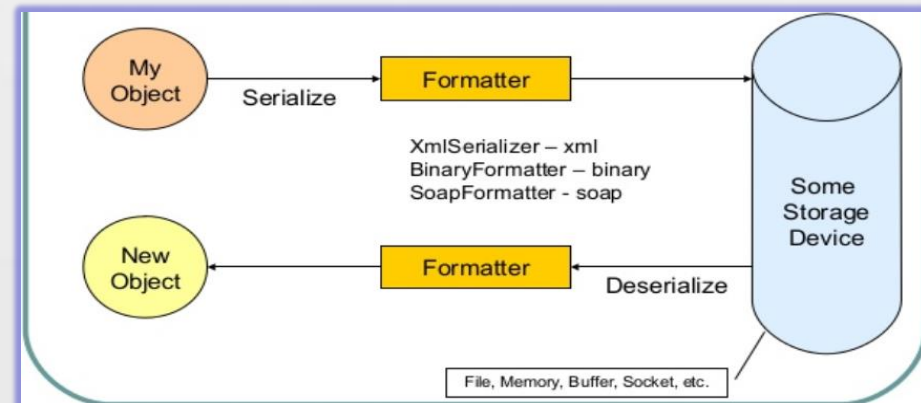 My
Object
Serialize
Formatter
XmlSerializer – xml
BinaryFormatter – binary
SoapFormatter - soap
Some
Storage
Device
New
Object
Formatter
Deserialize
File, Memory, Buffer, Socket, etc.